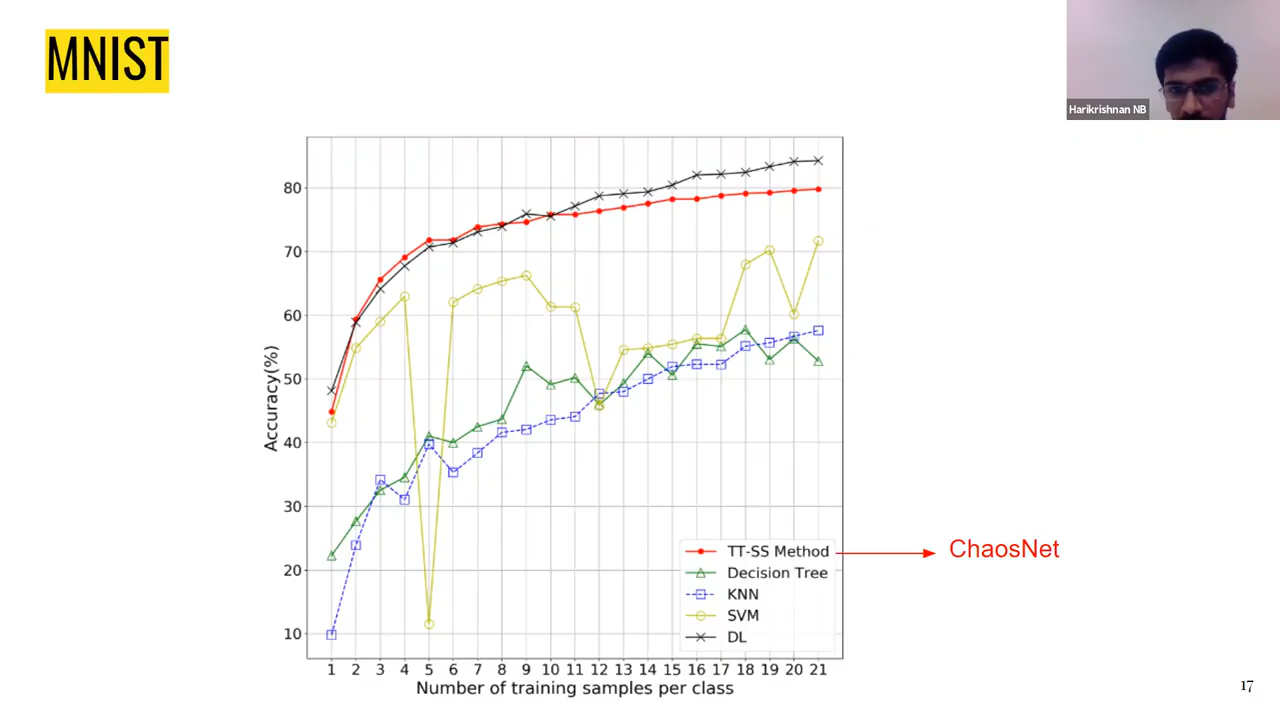 MNIST
Harikrishnan NB
80
70
60
50
40
30
20
10
Accuracy(%)
TT-SS Method
ChaosNet
Decision Tree
KNN
SVM
DL
1 2 3 4 5 6 7 8 9 10 11 12 13 14 15 16 17 18 19 20 21
Number of training samples per class
17